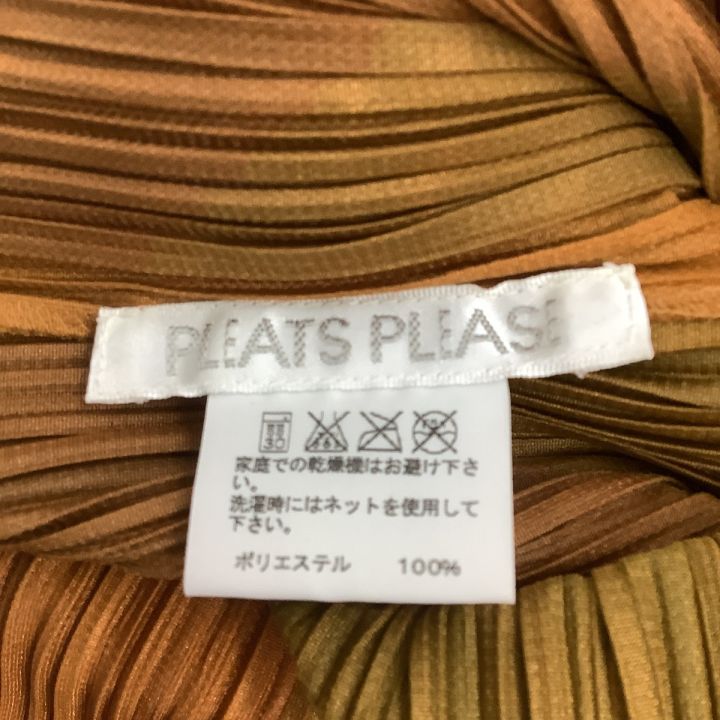 PLEATS PLEASE
家庭での乾燥機はお避け下さ
い。
洗濯時にはネットを使用して
下さい。
ポリエステル 100%